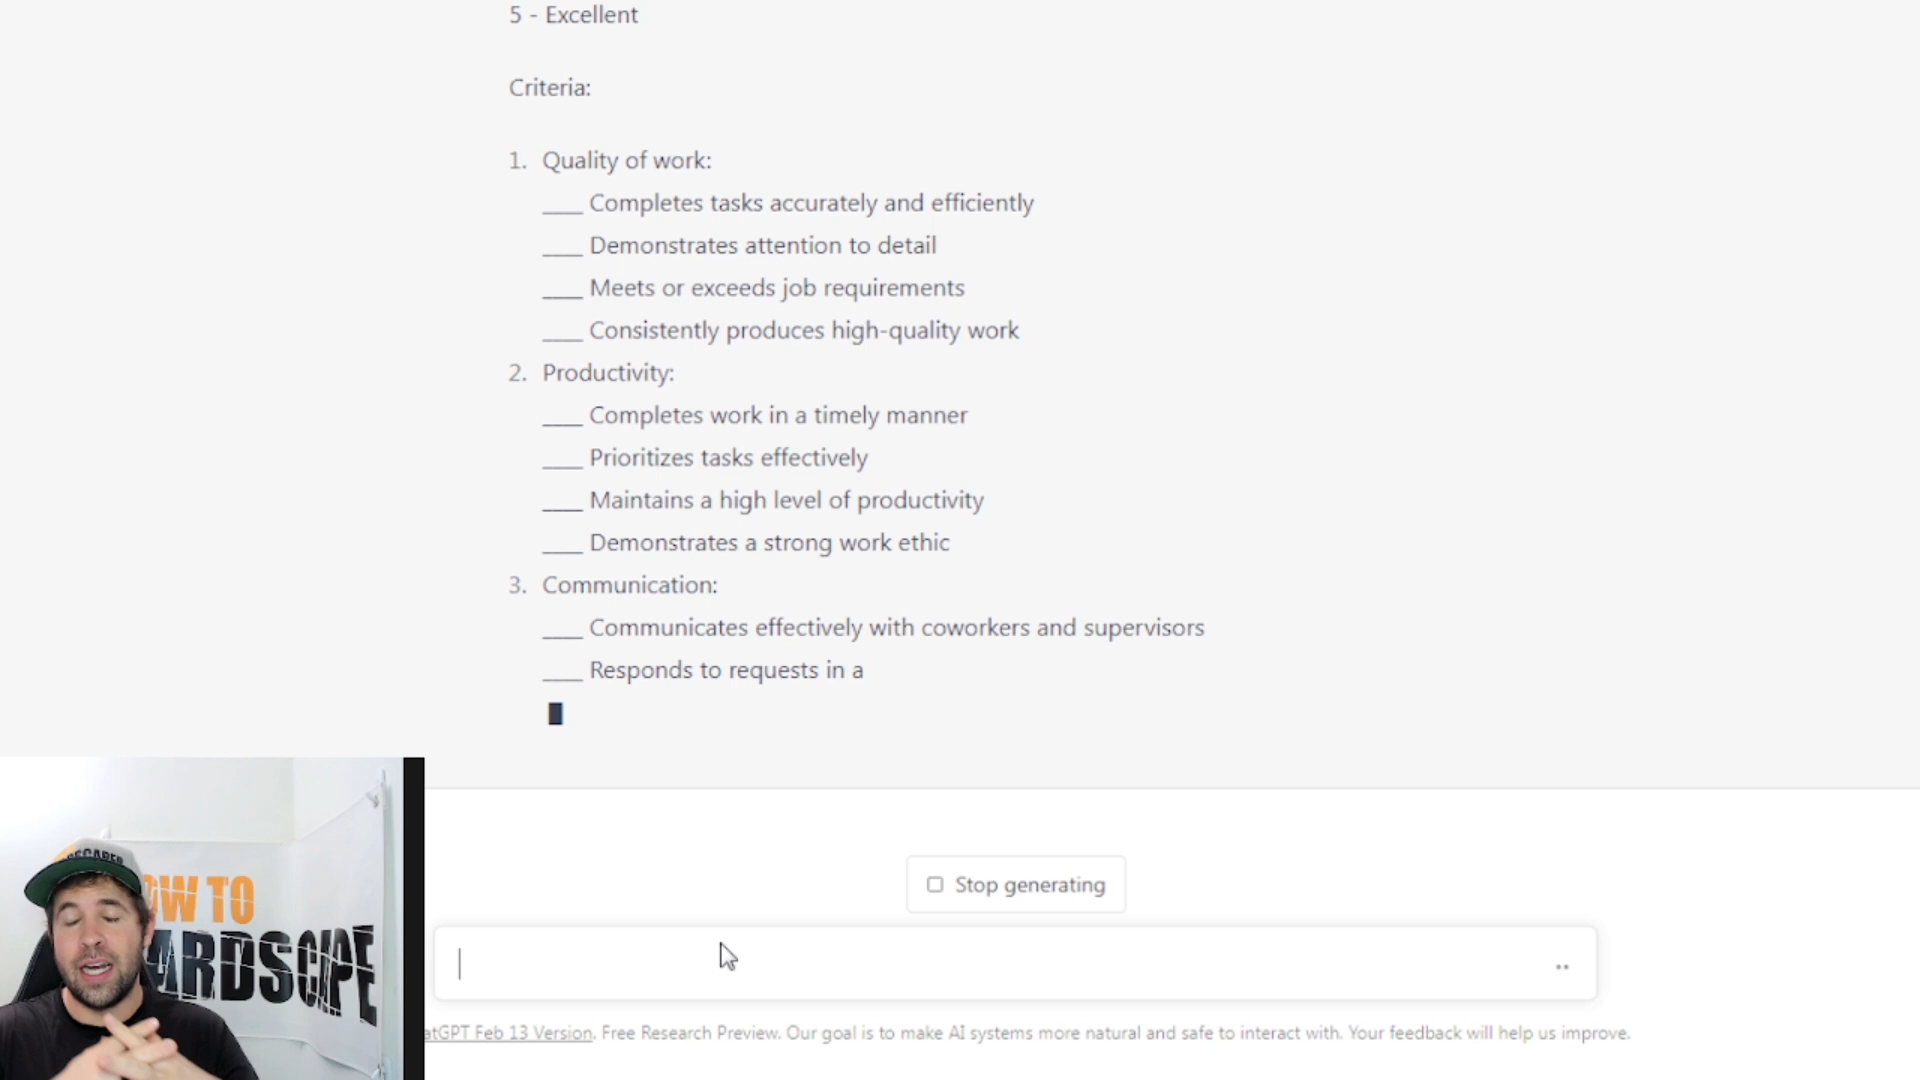 5 - Excellent
Criteria:
1. Quality of work:
____ Completes tasks accurately and efficiently
____ Demonstrates attention to detail
____ Meets or exceeds job requirements
____ Consistently produces high-quality work
2. Productivity:
____ Completes work in a timely manner
____ Prioritizes tasks effectively
____ Maintains a high level of productivity
____ Demonstrates a strong work ethic
3. Communication:
____ Communicates effectively with coworkers and supervisors
____ Responds to requests in a
Stop generating
OW TO
ARDSCAPE
atGPT Feb 13 Version. Free Research Preview. Our goal is to make AI systems more natural and safe to interact with. Your feedback will help us improve.